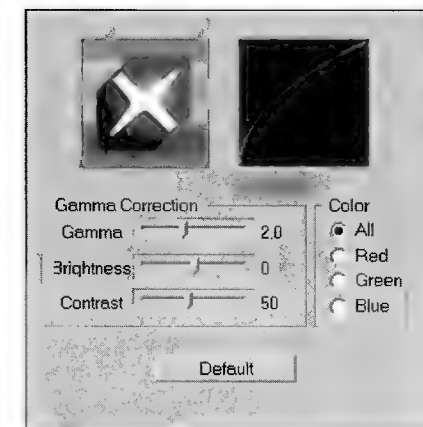 Gamma Correction
Gamma 2.0
Brightness 0
Contrast 50
Color
All
Red
Green
Blue
Default